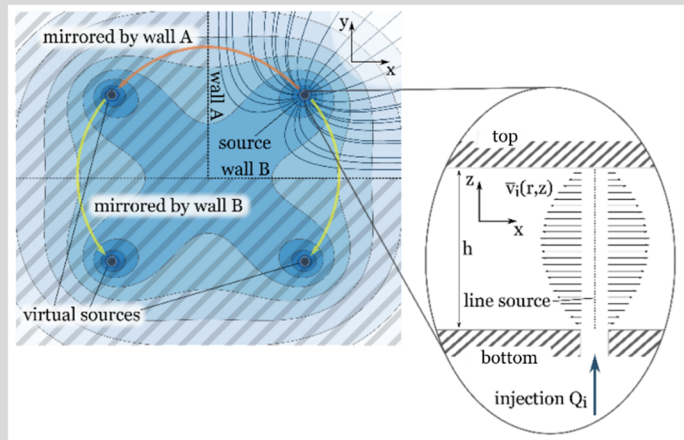 mirrored by wall A
y
x
wall A
source
wall B
mirrored by wall B
virtual sources
top
z
v̅ᵢ(r,z)
x
h
line source
bottom
injection Qᵢ